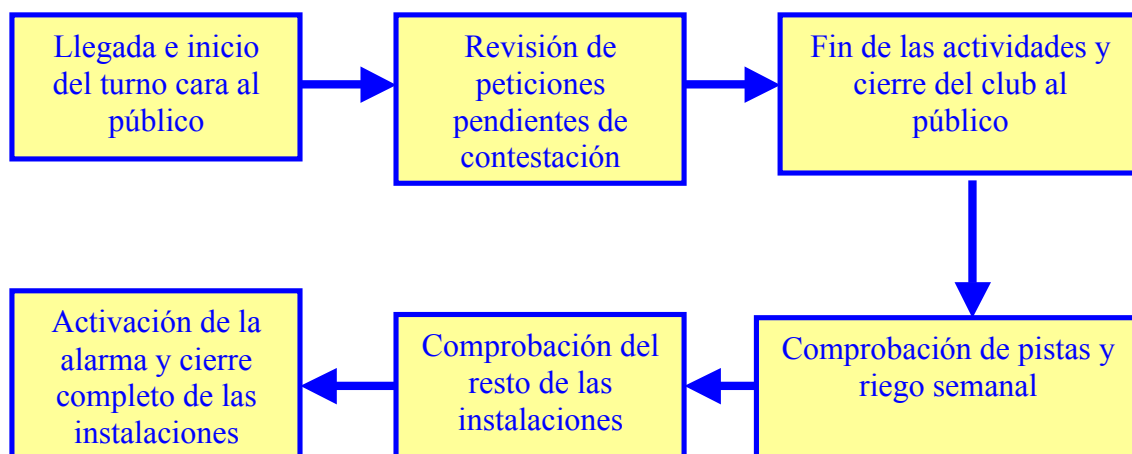 Llegada e inicio
del turno cara al
público
Revisión de
peticiones
pendientes de
contestación
Fin de las actividades y
cierre del club al
público
Comprobación de pistas y
riego semanal
Comprobación del
resto de las
instalaciones
Activación de la
alarma y cierre
completo de las
instalaciones